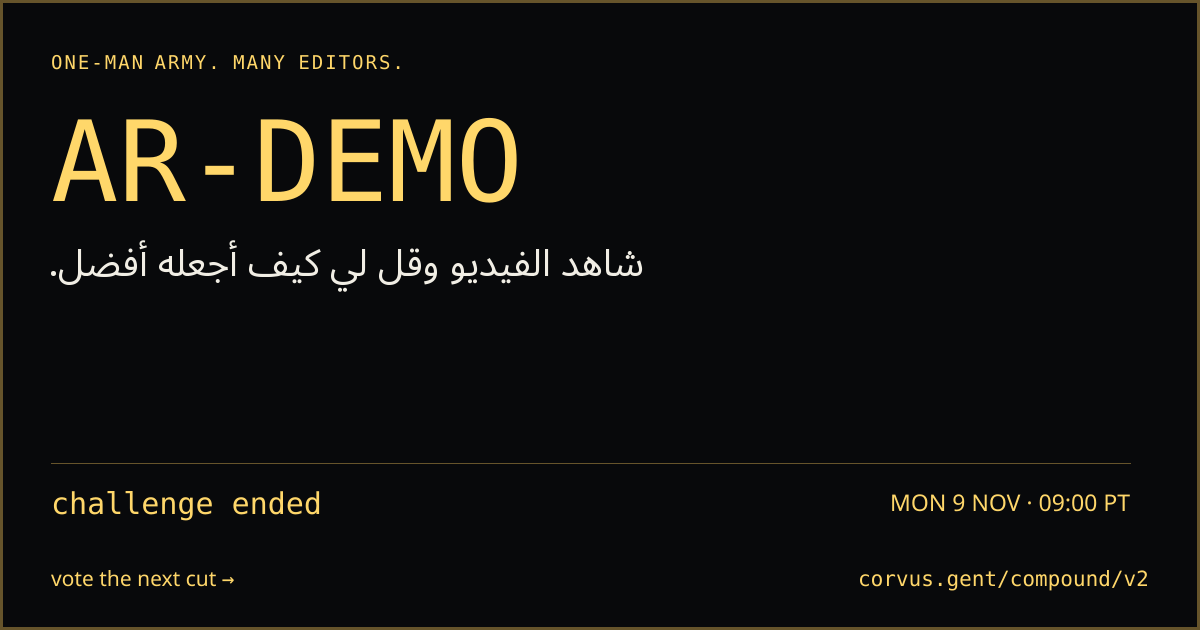 ONE-MAN ARMY. MANY EDITORS.
AR-DEMO
شاهد الفيديو وقل لي كيف أجعله أفضل.
challenge ended
MON 9 NOV · 09:00 PT
vote the next cut →
corvus.gent/compound/v2